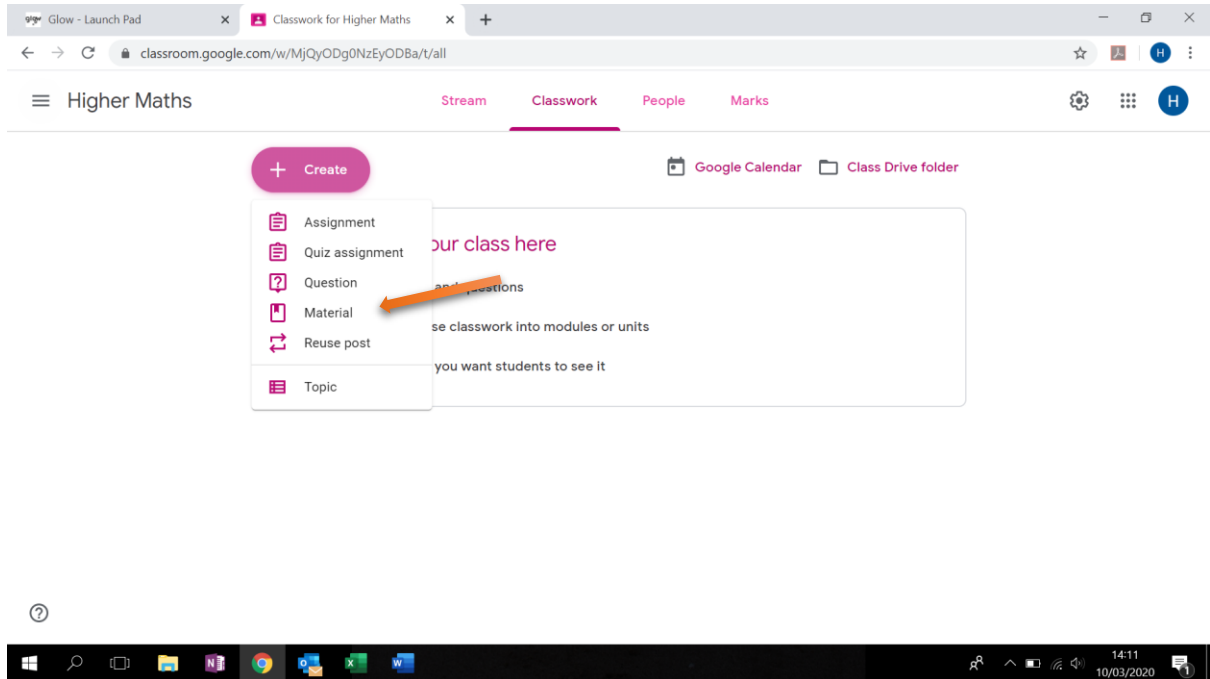 Glow - Launch Pad
Classwork for Higher Maths
classroom.google.com/w/MjQyODg0NzEyODBa/t/all
H
Higher Maths
Stream
Classwork
People
Marks
H
Create
Google Calendar
Class Drive folder
Assignment
Quiz assignment
Question
Material
Reuse post
Topic
our class here
and questions
se classwork into modules or units
you want students to see it
14:11
10/03/2020
1